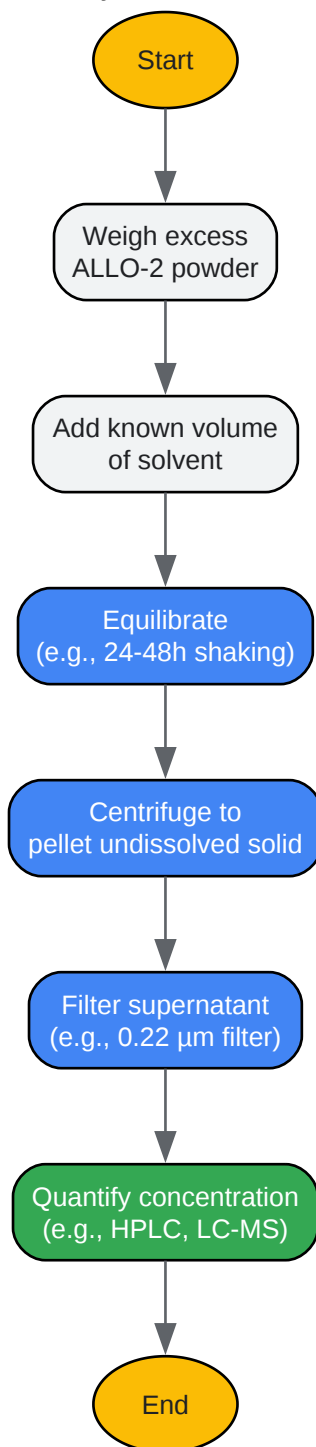 Start
Weigh excess
ALLO-2 powder
Add known volume
of solvent
Equilibrate
(e.g., 24-48h shaking)
Centrifuge to
pellet undissolved solid
Filter supernatant
(e.g., 0.22 µm filter)
Quantify concentration
(e.g., HPLC, LC-MS)
End